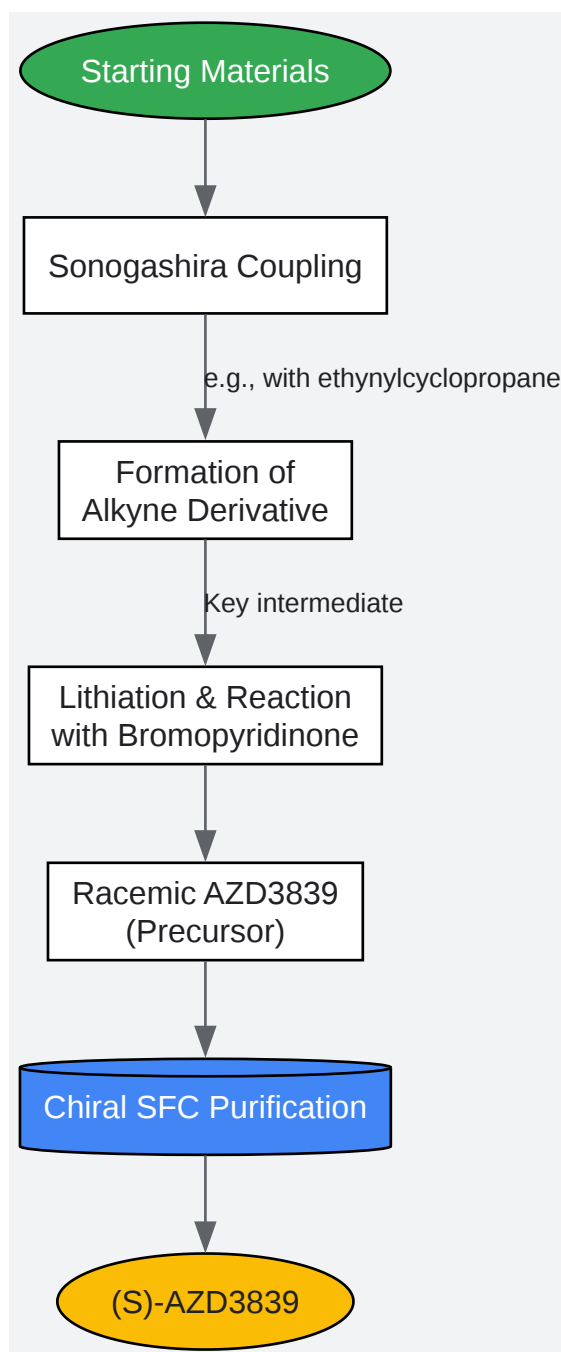 Starting Materials
Sonogashira Coupling
e.g., with ethynylcyclopropane
Formation of
Alkyne Derivative
Key intermediate
Lithiation & Reaction
with Bromopyridinone
Racemic AZD3839
(Precursor)
Chiral SFC Purification
(S)-AZD3839